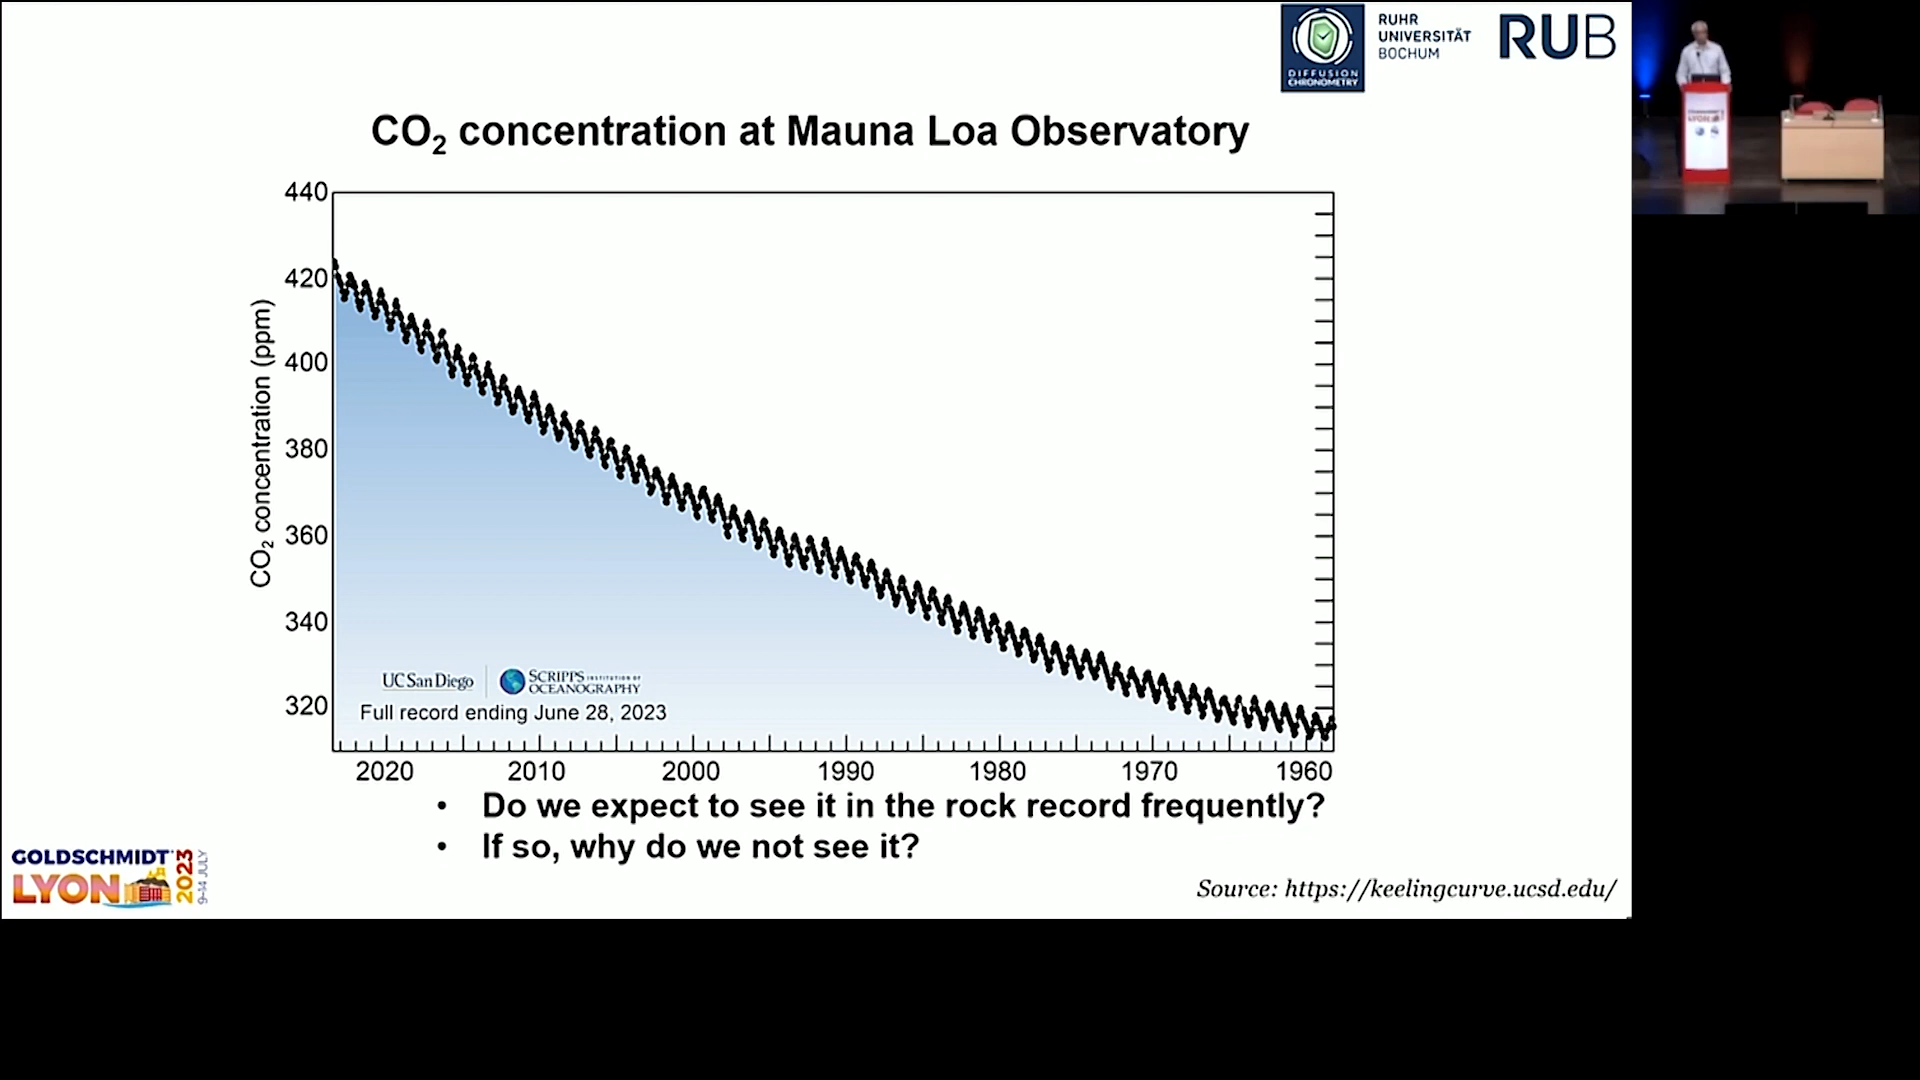 DIFFUSION
CHRONOMETRY
RUHR
UNIVERSITÄT
BOCHUM
RUB
CO₂ concentration at Mauna Loa Observatory
CO₂ concentration (ppm)
440
420
400
380
360
340
320
UC San Diego
SCRIPPS INSTITUTION OF
OCEANOGRAPHY
Full record ending June 28, 2023
2020 2010 2000 1990 1980 1970 1960
• Do we expect to see it in the rock record frequently?
• If so, why do we not see it?
GOLDSCHMIDT
LYON
2023
9-14 JULY
Source: https://keelingcurve.ucsd.edu/
LYON